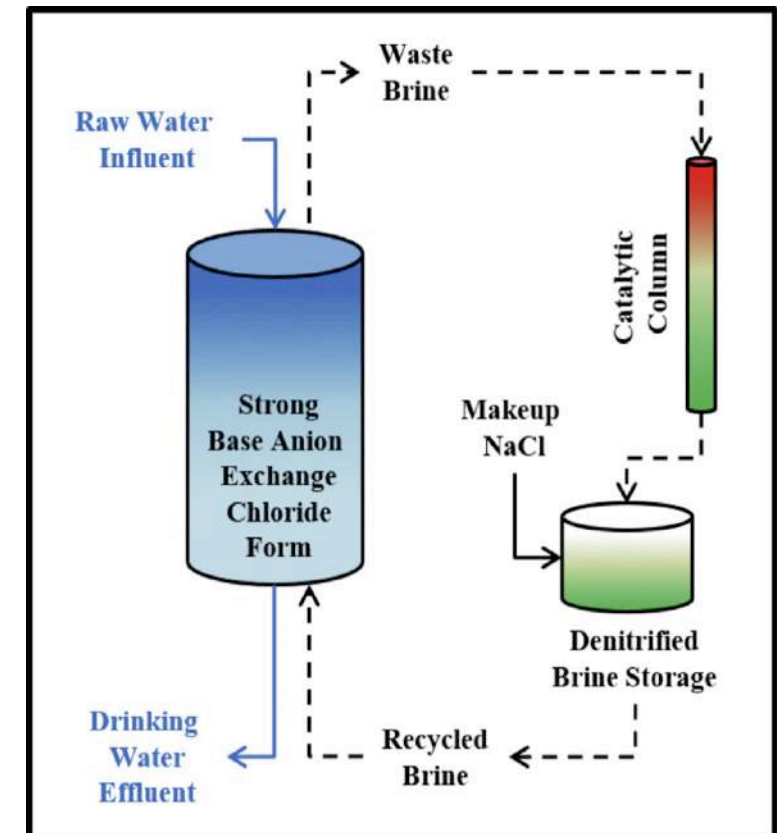 Waste
Brine
Raw Water
Influent
Catalytic
Column
Strong
Base Anion
Exchange
Chloride
Form
Makeup
NaCl
Denitrified
Brine Storage
Drinking
Water
Effluent
Recycled
Brine